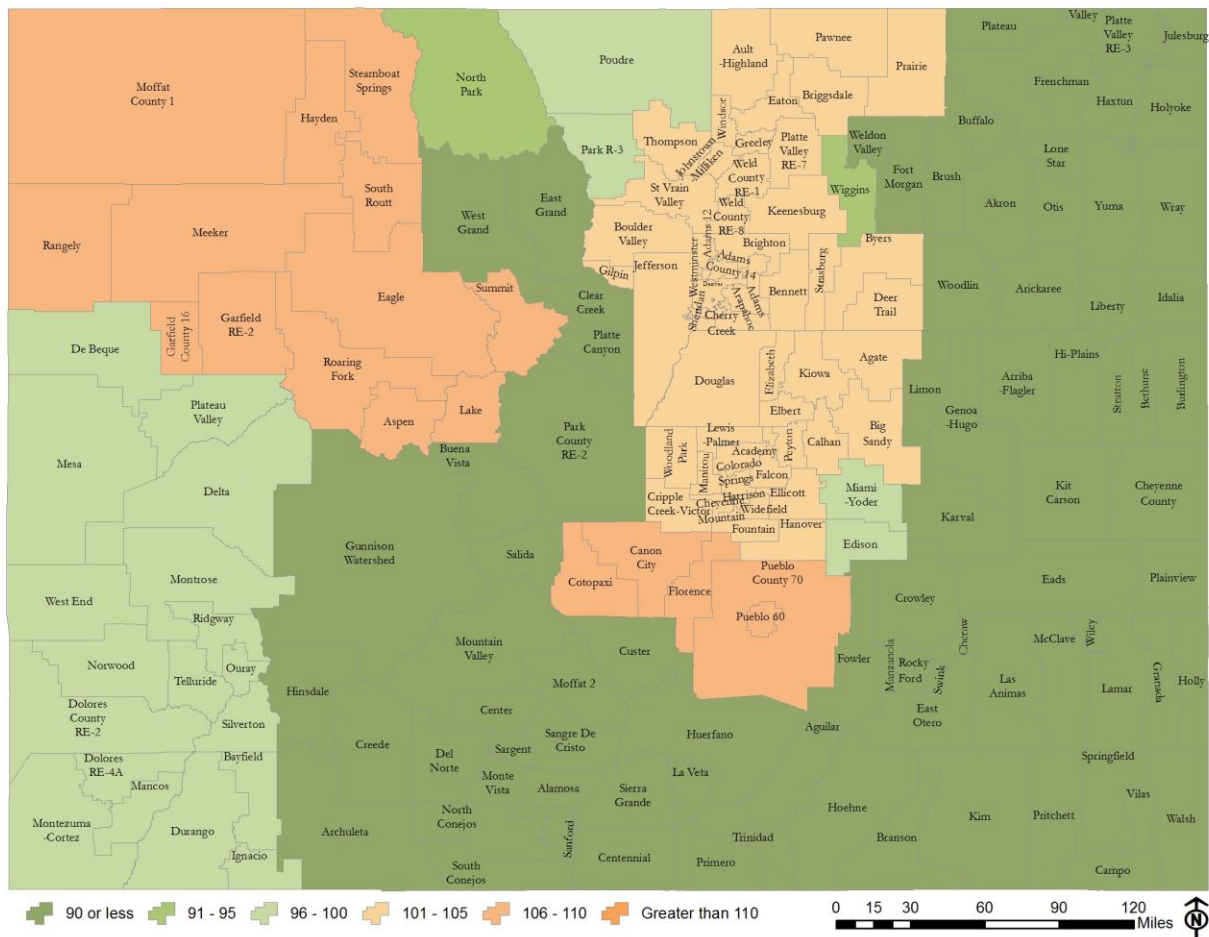 Plateau
Valley
Platte
Valley
RE-3
Julesburg
Moffat
County 1
Steamboat
Springs
North
Park
Poudre
Ault
-Highland
Pawnee
Prairie
Frenchman
Haxtun
Holyoke
Hayden
Eaton
Briggsdale
Windsor
Buffalo
Park R-3
Thompson
Johnstown
-Milliken
Greeley
Platte
Valley
RE-7
Weldon
Valley
Lone
Star
Weld
County
RE-1
Wiggins
Fort
Morgan
Brush
South
Routt
St Vrain
Valley
East
Grand
West
Grand
Weld
County
RE-8
Keenesburg
Akron
Otis
Yuma
Wray
Rangely
Meeker
Boulder
Valley
Adams 12
Brighton
Byers
Gilpin
Jefferson
Westminster
Adams
County 14
Strasburg
Summit
Eagle
Clear
Creek
Sheridan
Adams
Arapahoe
Bennett
Deer
Trail
Woodlin
Arickaree
Liberty
Idalia
Garfield
County 16
Garfield
RE-2
Cherry
Creek
Platte
Canyon
De Beque
Roaring
Fork
Douglas
Elizabeth
Kiowa
Agate
Hi-Plains
Limon
Arriba
-Flagler
Stratton
Bethune
Burlington
Plateau
Valley
Aspen
Lake
Elbert
Genoa
-Hugo
Park
County
RE-2
Lewis
-Palmer
Peyton
Calhan
Big
Sandy
Mesa
Buena
Vista
Woodland
Park
Manitou
Academy
Colorado
Springs
Falcon
Delta
Miami
-Yoder
Kit
Carson
Cheyenne
County
Cripple
Creek-Victor
Cheyenne
Mountain
Harrison
Ellicott
Widefield
Fountain
Hanover
Karval
Gunnison
Watershed
Salida
Canon
City
Edison
Montrose
Cotopaxi
Florence
Pueblo
County 70
Eads
Plainview
West End
Crowley
Ridgway
Pueblo 60
Cheraw
McClave
Wiley
Mountain
Valley
Custer
Norwood
Ouray
Telluride
Fowler
Manzanola
Rocky
Ford
Swink
Las
Animas
Lamar
Granada
Holly
Hinsdale
Moffat 2
Dolores
County
RE-2
Silverton
Center
East
Otero
Creede
Sangre De
Cristo
Huerfano
Aguilar
Dolores
RE-4A
Bayfield
Del
Norte
Sargent
Springfield
Mancos
Monte
Vista
Alamosa
Sierra
Grande
La Veta
Vilas
Montezuma
-Cortez
Durango
Archuleta
North
Conejos
Sanford
Hoehne
Kim
Pritchett
Walsh
Ignacio
South
Conejos
Centennial
Trinidad
Primero
Branson
Campo
90 or less
91 - 95
96 - 100
101 - 105
106 - 110
Greater than 110
0 15 30 60 90 120
Miles
N